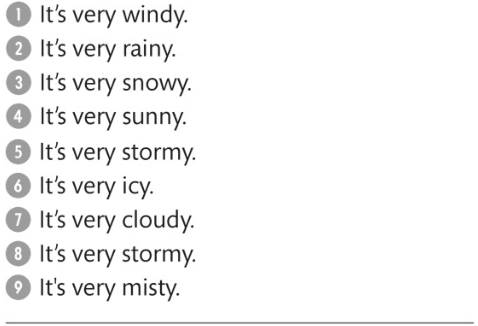 1 It’s very windy.
2 It’s very rainy.
3 It’s very snowy.
4 It’s very sunny.
5 It’s very stormy.
6 It’s very icy.
7 It’s very cloudy.
8 It’s very stormy.
9 It's very misty.